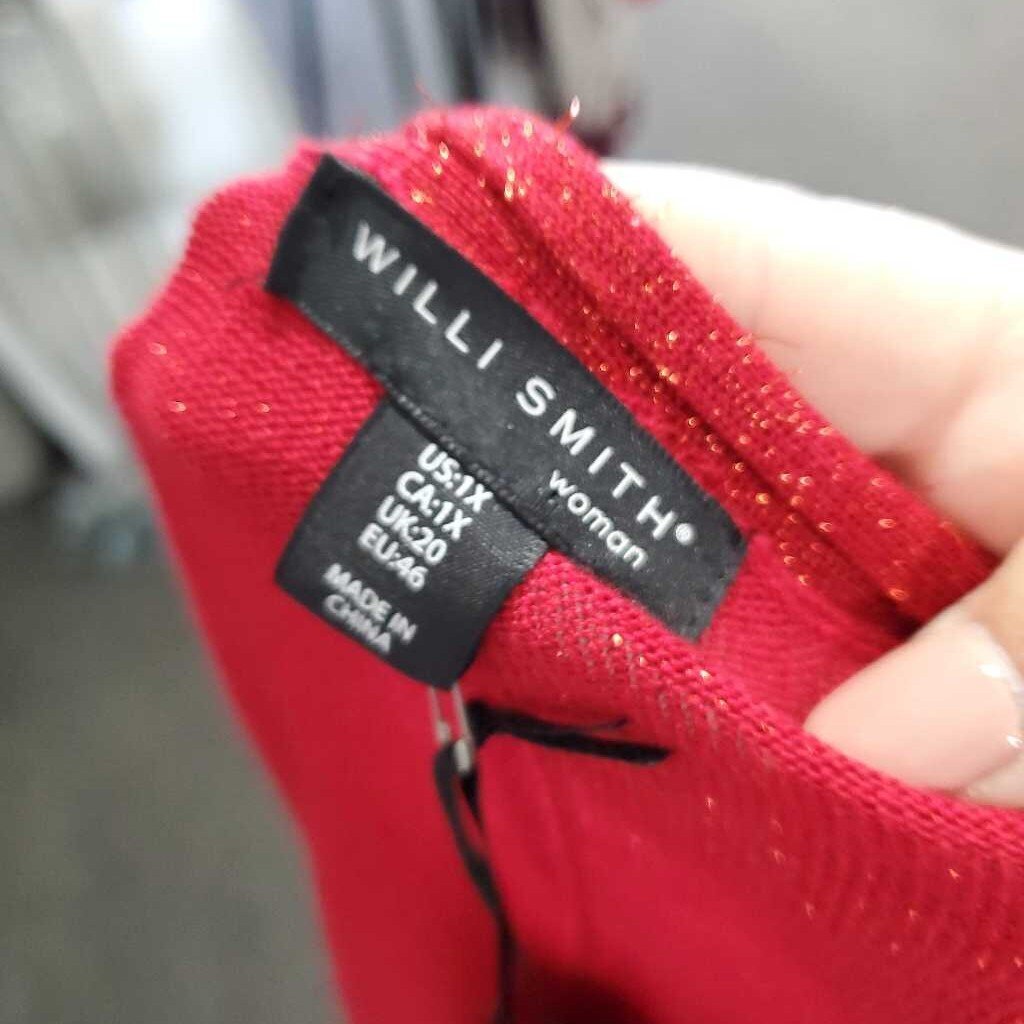 WILLI SMITH®
woman
US:1X
CA:1X
UK:20
EU:46
MADE IN
CHINA